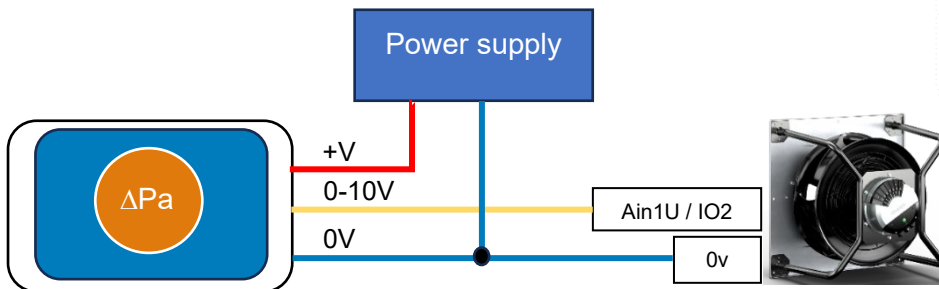 Power supply
+V
ΔPa
0-10V
Ain1U / IO2
0V
0v